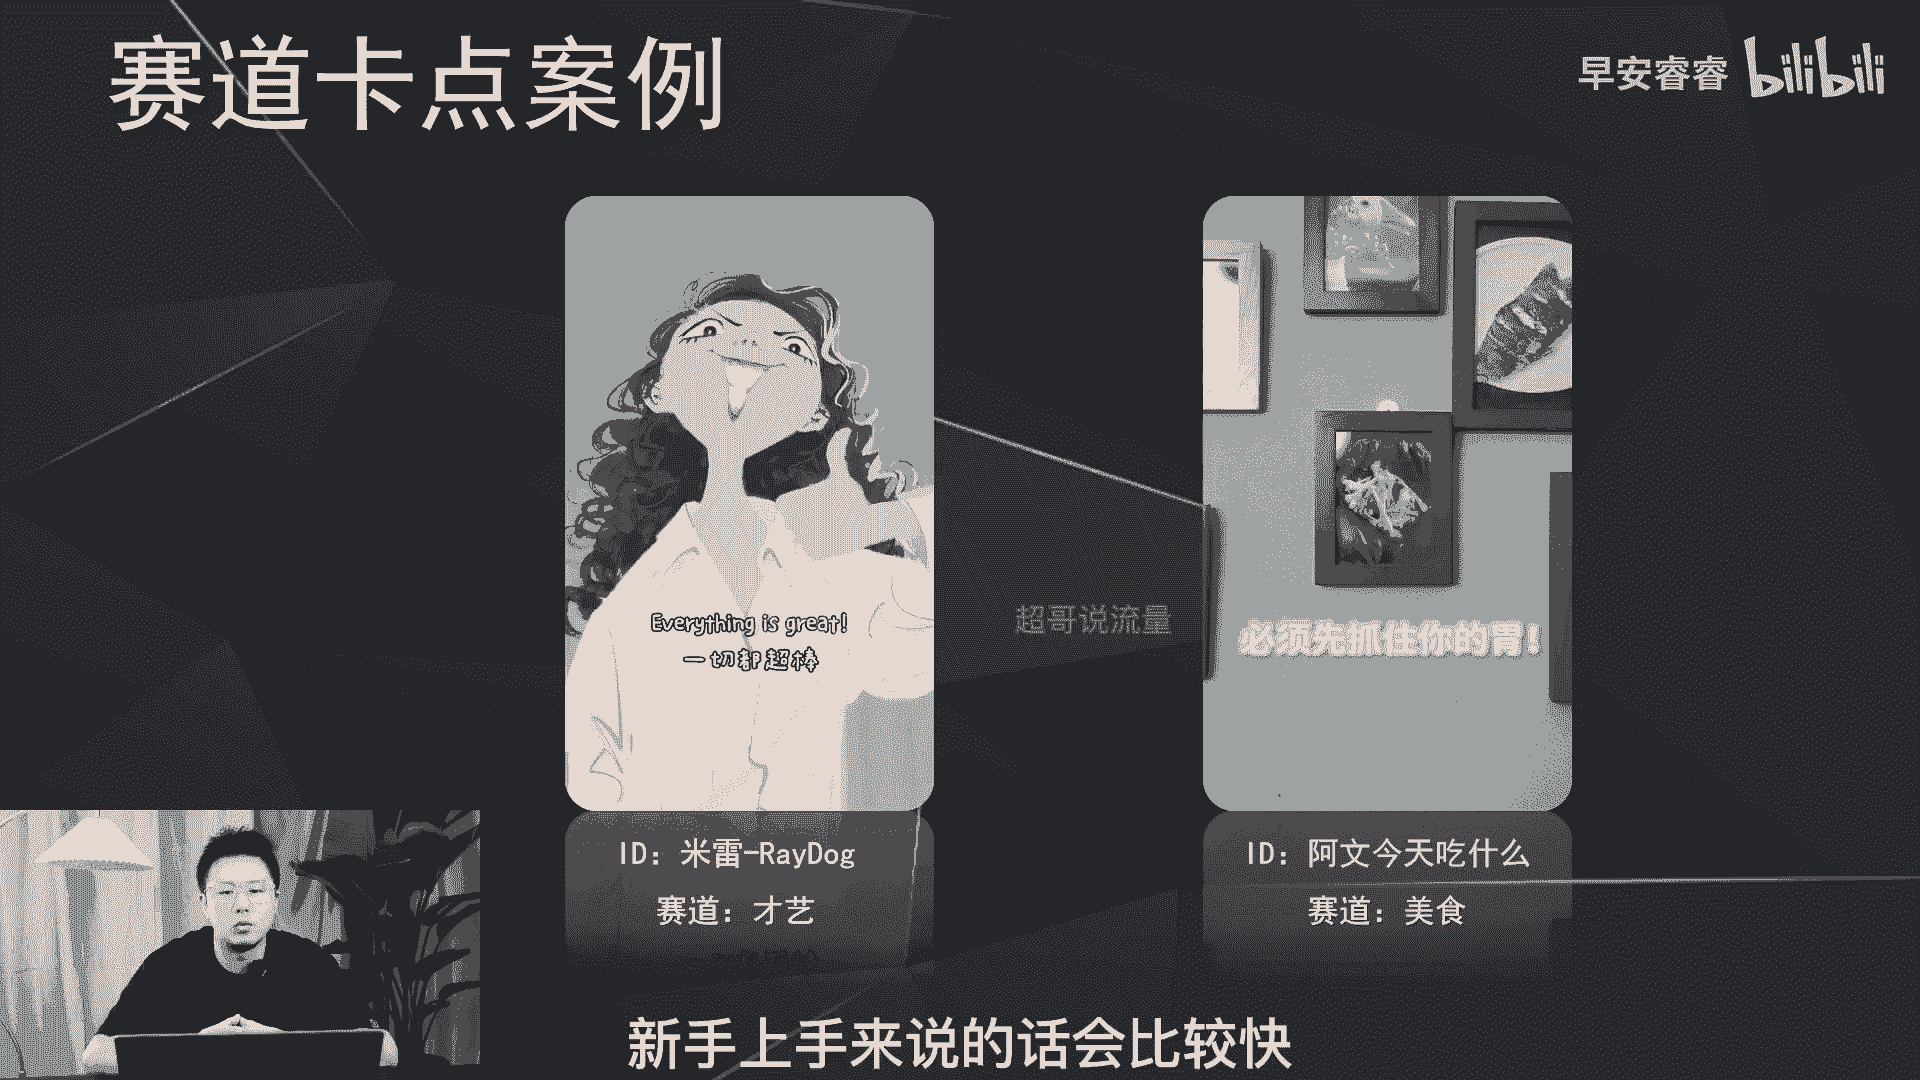 赛道卡点案例
早安睿睿 bilibili
Everything is great!
一切都超棒
超哥说流量
必须先抓住你的胃!
ID：米雷-RayDog
赛道：才艺
ID：阿文今天吃什么
赛道：美食
新手上手来说的话会比较快